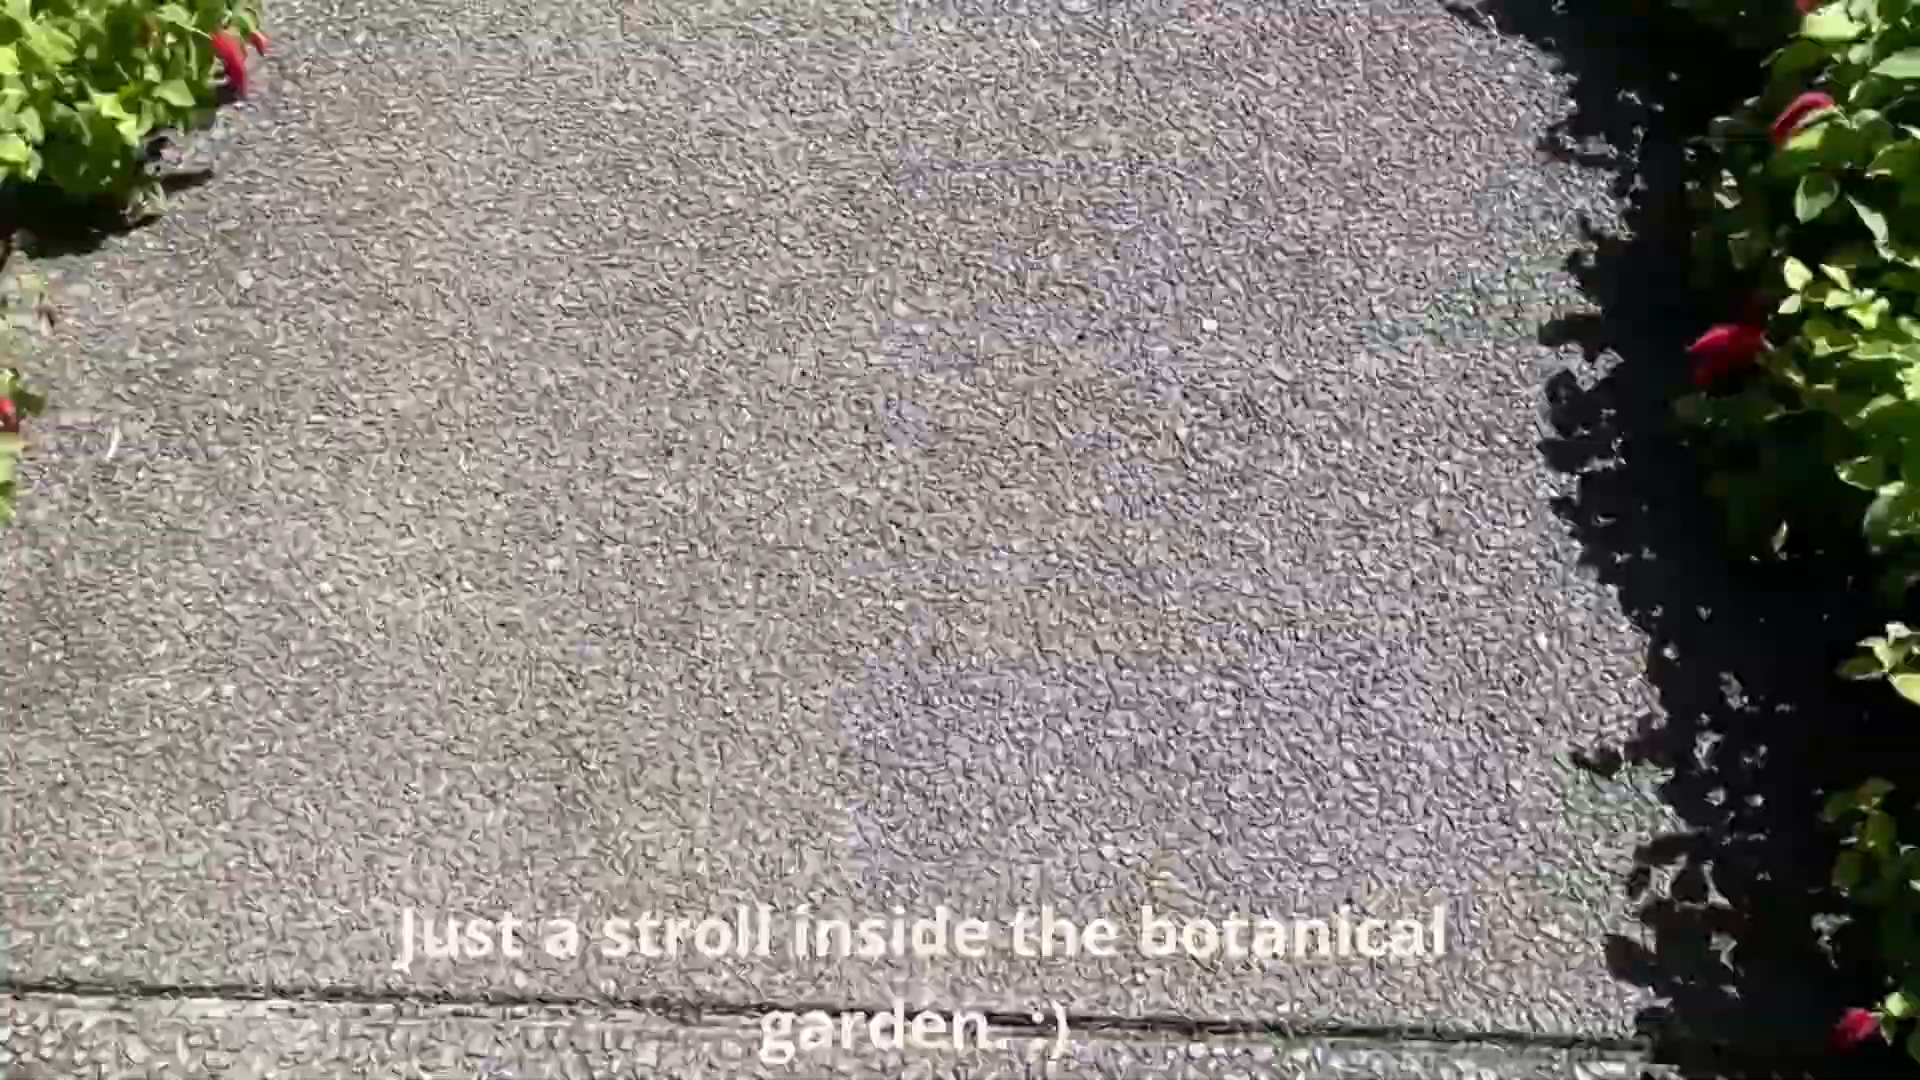 Just a stroll inside the botanical
garden. :)